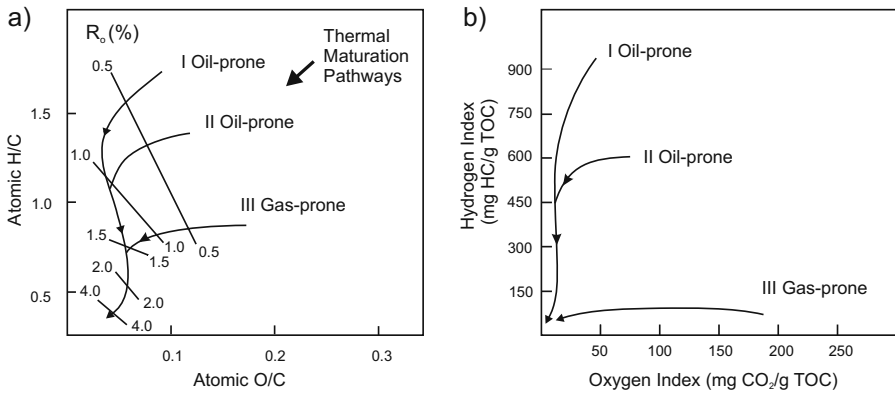 a)
Rₒ (%)
0.5
I Oil-prone
Thermal
Maturation
Pathways
II Oil-prone
1.0
III Gas-prone
1.5
1.0
0.5
1.5
2.0
2.0
4.0
4.0
Atomic H/C
1.5
1.0
0.5
0.1
0.2
0.3
Atomic O/C
b)
I Oil-prone
II Oil-prone
III Gas-prone
Hydrogen Index
(mg HC/g TOC)
900
750
600
450
300
150
50
100
150
200
250
Oxygen Index (mg CO₂/g TOC)